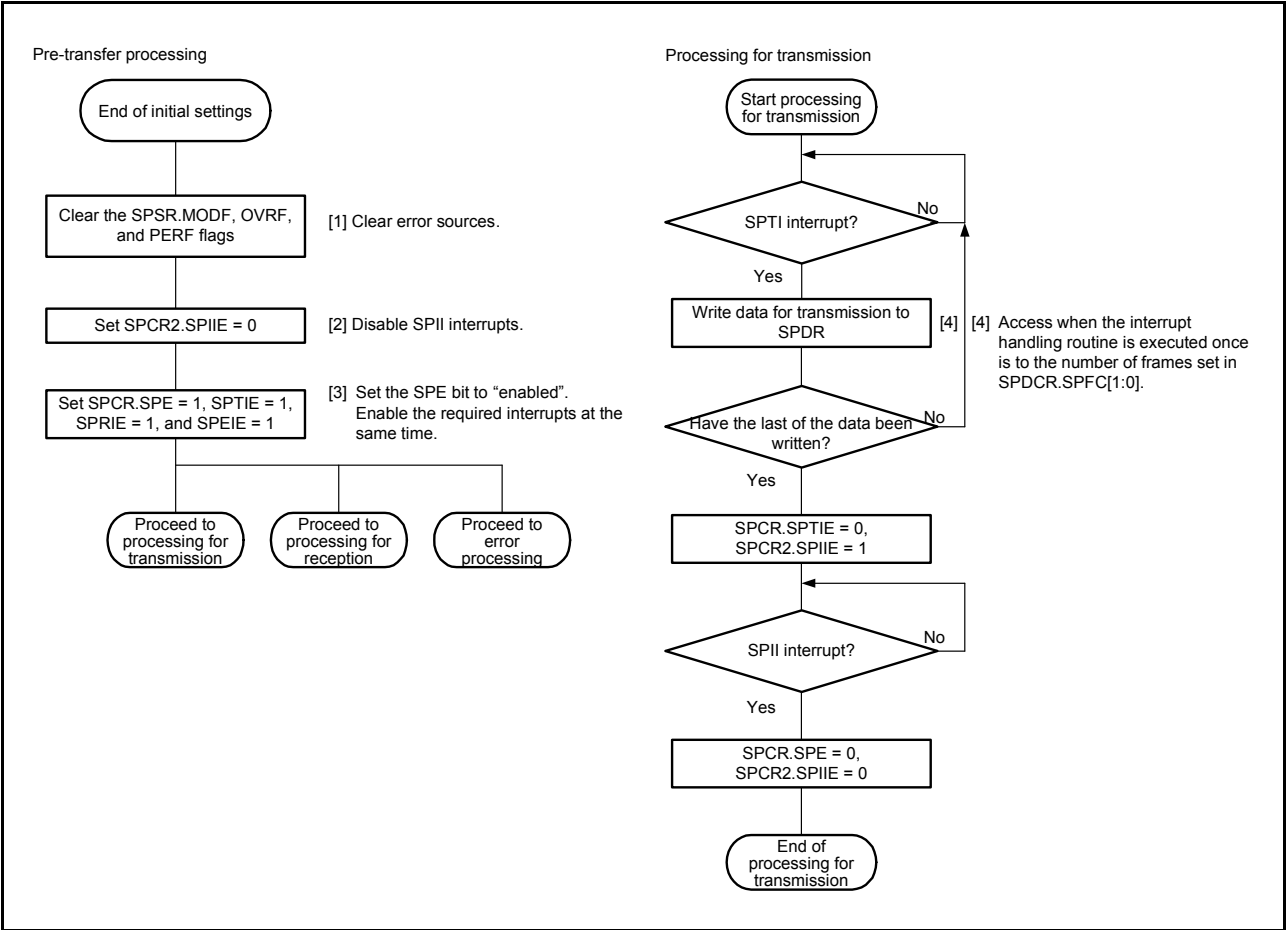 Pre-transfer processing
End of initial settings
Clear the SPSR.MODF, OVRF,
and PERF flags
[1] Clear error sources.
Set SPCR2.SPIIE = 0
[2] Disable SPII interrupts.
Set SPCR.SPE = 1, SPTIE = 1,
SPRIE = 1, and SPEIE = 1
[3] Set the SPE bit to “enabled”.
Enable the required interrupts at the
same time.
Proceed to
processing for
transmission
Proceed to
processing for
reception
Proceed to
error
processing
Processing for transmission
Start processing
for transmission
SPTI interrupt?
No
Yes
Write data for transmission to
SPDR
[4]
[4] Access when the interrupt
handling routine is executed once
is to the number of frames set in
SPDCR.SPFC[1:0].
Have the last of the data been
written?
No
Yes
SPCR.SPTIE = 0,
SPCR2.SPIIE = 1
SPII interrupt?
No
Yes
SPCR.SPE = 0,
SPCR2.SPIIE = 0
End of
processing for
transmission